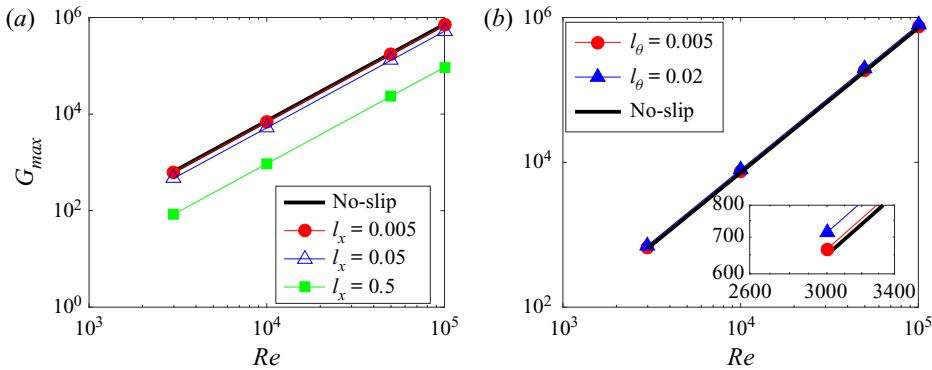 (a)
10^6
10^4
10^2
10^0
G_max
10^3
10^4
10^5
Re
No-slip
l_x = 0.005
l_x = 0.05
l_x = 0.5
(b)
10^6
10^4
10^2
10^3
10^4
10^5
Re
l_θ = 0.005
l_θ = 0.02
No-slip
800
700
600
2600
3000
3400